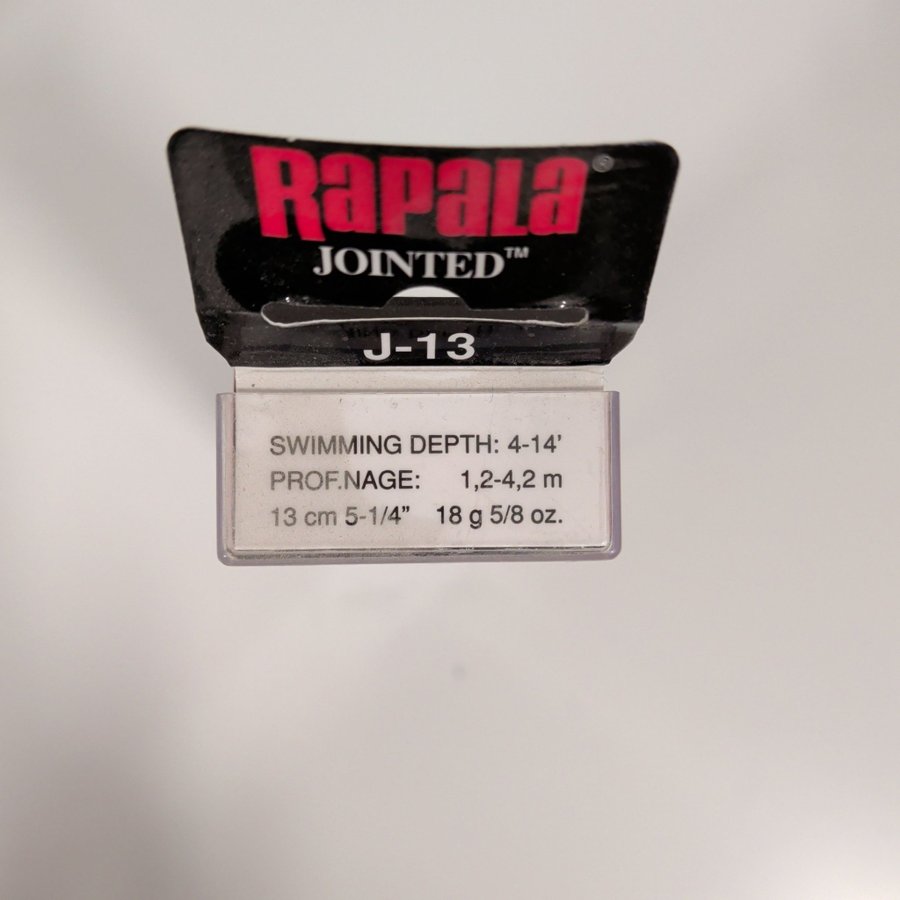 Rapala®
JOINTED™
J-13
SWIMMING DEPTH: 4-14'
PROF.NAGE: 1,2-4,2 m
13 cm 5-1/4” 18 g 5/8 oz.